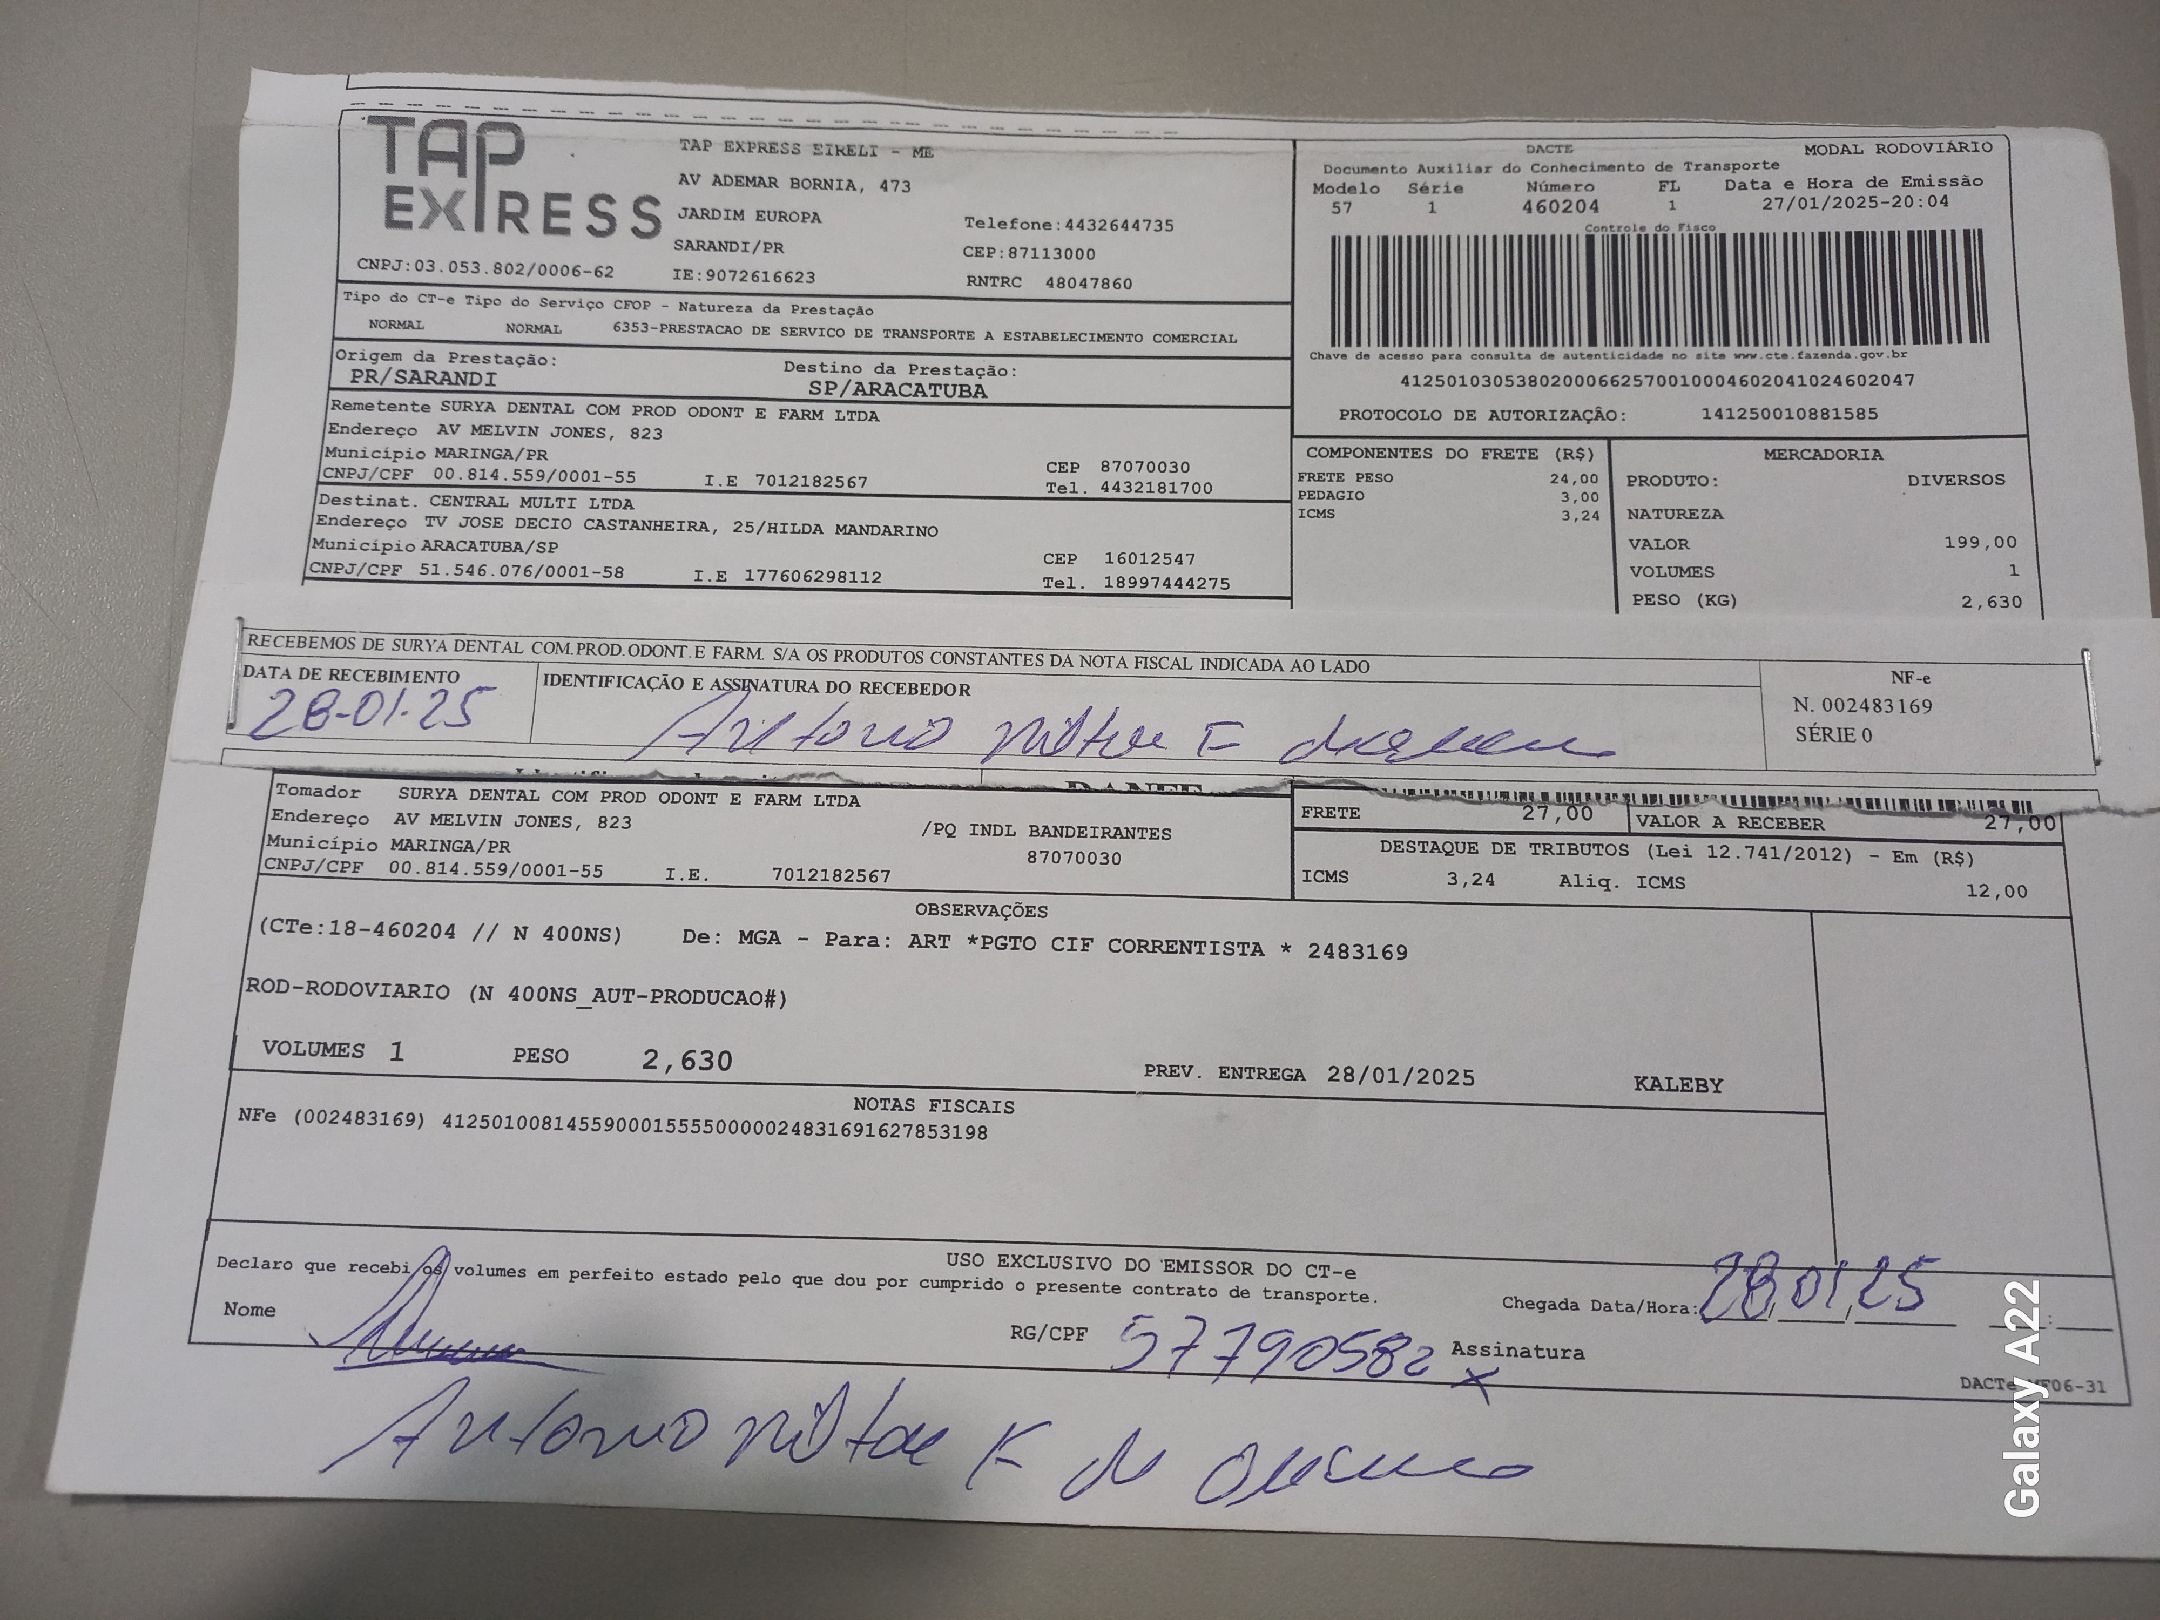 TAP EXPRESS
TAP EXPRESS EIRELI - ME
AV ADEMAR BORNIA, 473
JARDIM EUROPA
SARANDI/PR
IE:9072616623
Telefone:4432644735
CEP:87113000
RNTRC 48047860
CNPJ:03.053.802/0006-62
DACTE MODAL RODOVIÁRIO
Documento Auxiliar do Conhecimento de Transporte
Modelo Série Número FL Data e Hora de Emissão
57 1 460204 1 27/01/2025-20:04
Controle do Fisco
Chave de acesso para consulta de autenticidade no site www.cte.fazenda.gov.br
41250103053802000662570010004602041024602047
PROTOCOLO DE AUTORIZAÇÃO: 141250010881585
Tipo do CT-e Tipo do Serviço CFOP - Natureza da Prestação
NORMAL NORMAL 6353-PRESTACAO DE SERVICO DE TRANSPORTE A ESTABELECIMENTO COMERCIAL
Origem da Prestação: Destino da Prestação:
PR/SARANDI SP/ARACATUBA
Remetente SURYA DENTAL COM PROD ODONT E FARM LTDA
Endereço AV MELVIN JONES, 823
Município MARINGA/PR CEP 87070030
CNPJ/CPF 00.814.559/0001-55 I.E 7012182567 Tel. 4432181700
Destinat. CENTRAL MULTI LTDA
Endereço TV JOSE DECIO CASTANHEIRA, 25/HILDA MANDARINO
Município ARACATUBA/SP CEP 16012547
CNPJ/CPF 51.546.076/0001-58 I.E 177606298112 Tel. 18997444275
COMPONENTES DO FRETE (R$)
FRETE PESO 24,00
PEDAGIO 3,00
ICMS 3,24
MERCADORIA
PRODUTO: DIVERSOS
NATUREZA
VALOR 199,00
VOLUMES 1
PESO (KG) 2,630
RECEBEMOS DE SURYA DENTAL COM.PROD.ODONT.E FARM. S/A OS PRODUTOS CONSTANTES DA NOTA FISCAL INDICADA AO LADO
DATA DE RECEBIMENTO IDENTIFICAÇÃO E ASSINATURA DO RECEBEDOR
28-01-25 Antonio Milton F
NF-e
N. 002483169
SÉRIE 0
Tomador SURYA DENTAL COM PROD ODONT E FARM LTDA
Endereço AV MELVIN JONES, 823 /PQ INDL BANDEIRANTES
Município MARINGA/PR 87070030
CNPJ/CPF 00.814.559/0001-55 I.E. 7012182567
FRETE 27,00 VALOR A RECEBER 27,00
DESTAQUE DE TRIBUTOS (Lei 12.741/2012) - Em (R$)
ICMS 3,24 Aliq. ICMS 12,00
OBSERVAÇÕES
(CTe:18-460204 // N 400NS) De: MGA - Para: ART *PGTO CIF CORRENTISTA * 2483169
ROD-RODOVIARIO (N 400NS_AUT-PRODUCAO#)
VOLUMES 1 PESO 2,630 PREV. ENTREGA 28/01/2025 KALEBY
NOTAS FISCAIS
NFe (002483169) 41250100814559000155550000024831691627853198
USO EXCLUSIVO DO EMISSOR DO CT-e
Declaro que recebi os volumes em perfeito estado pelo que dou por cumprido o presente contrato de transporte.
Chegada Data/Hora: 28/01/25
Nome RG/CPF 57790582 x Assinatura
DACTe
Antonio Milton F de
Galaxy A22